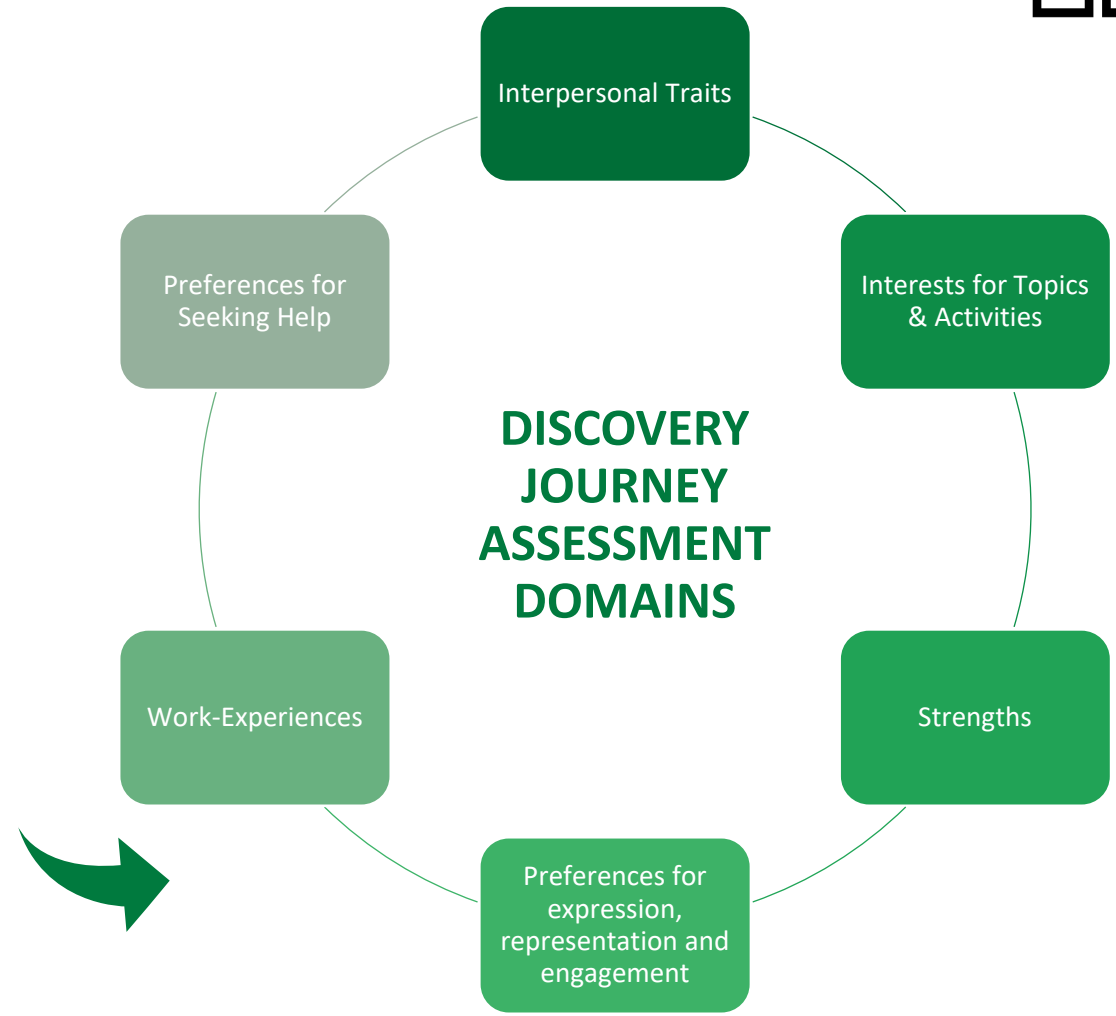 Interpersonal Traits
Interests for Topics
& Activities
Strengths
Preferences for
expression,
representation and
engagement
Work-Experiences
Preferences for
Seeking Help
DISCOVERY
JOURNEY
ASSESSMENT
DOMAINS